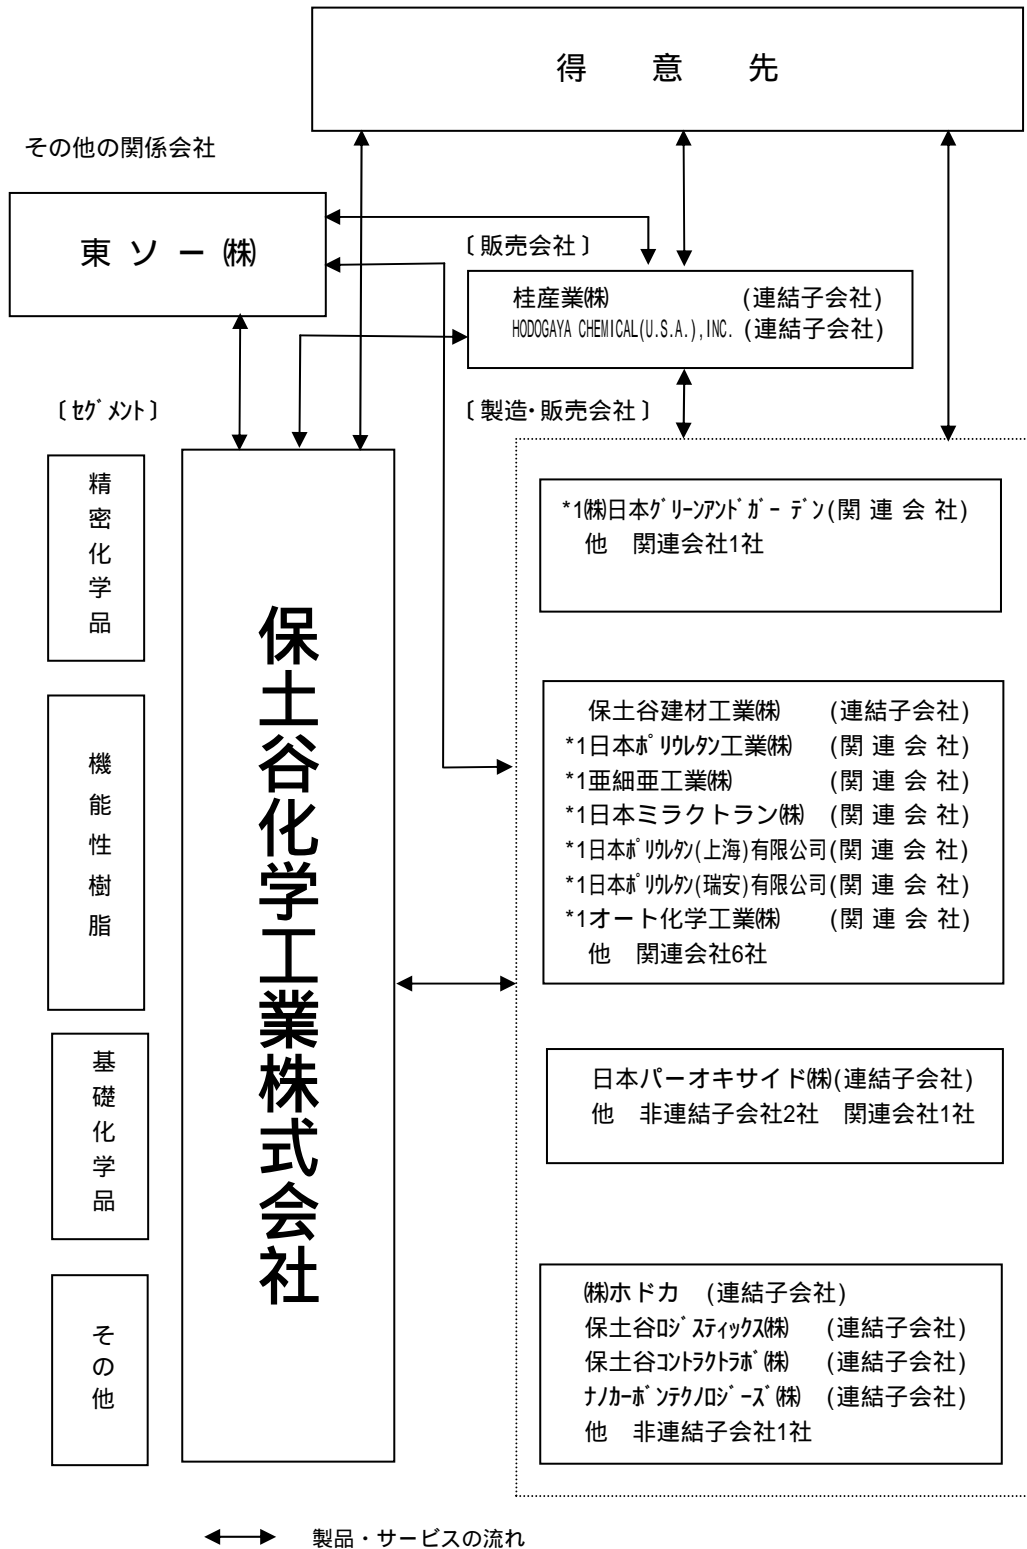 得 意 先
その他の関係会社
東 ソ ー ㈱
〔販売会社〕
桂産業㈱ (連結子会社)
HODOGAYA CHEMICAL(U.S.A.),INC. (連結子会社)
〔ｾｸﾞﾒﾝﾄ〕
〔製造・販売会社〕
精密化学品
機能性樹脂
基礎化学品
その他
保土谷化学工業株式会社
*1㈱日本ｸﾞﾘｰﾝｱﾝﾄﾞｶﾞｰﾃﾞﾝ(関 連 会 社)
他 関連会社1社
保土谷建材工業㈱ (連結子会社)
*1日本ﾎﾟﾘｳﾚﾀﾝ工業㈱ (関 連 会 社)
*1亜細亜工業㈱ (関 連 会 社)
*1日本ミラクトラン㈱ (関 連 会 社)
*1日本ﾎﾟﾘｳﾚﾀﾝ(上海)有限公司(関 連 会 社)
*1日本ﾎﾟﾘｳﾚﾀﾝ(瑞安)有限公司(関 連 会 社)
*1オート化学工業㈱ (関 連 会 社)
他 関連会社6社
日本パーオキサイド㈱(連結子会社)
他 非連結子会社2社 関連会社1社
㈱ホドカ (連結子会社)
保土谷ﾛｼﾞｽﾃｨｯｸｽ㈱ (連結子会社)
保土谷ｺﾝﾄﾗｸﾄﾗﾎﾞ㈱ (連結子会社)
ﾅﾉｶｰﾎﾞﾝﾃｸﾉﾛｼﾞｰｽﾞ㈱ (連結子会社)
他 非連結子会社1社
製品・サービスの流れ